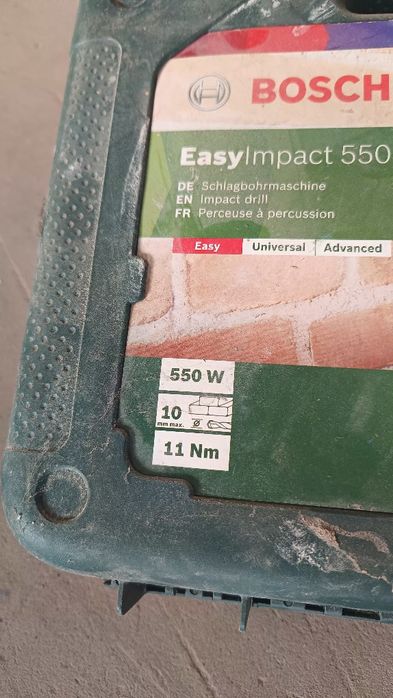 BOSCH
EasyImpact 550
DE Schlagbohrmaschine
EN Impact drill
FR Perceuse à percussion
Easy Universal Advanced
550 W
10
mm max. Ø
11 Nm